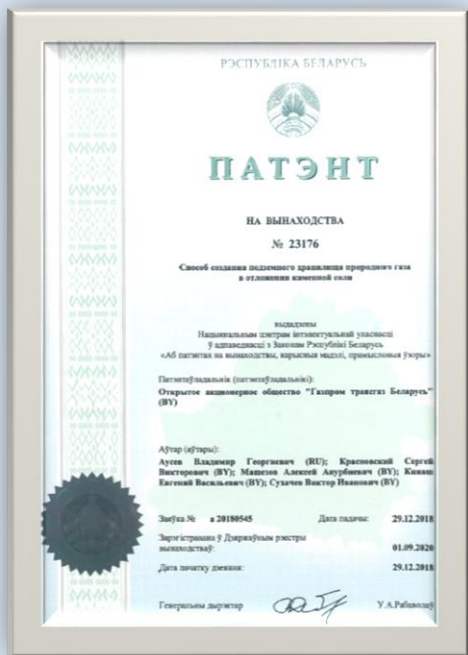 РЭСПУБЛІКА БЕЛАРУСЬ
ПАТЭНТ
НА ВЫНАХОДСТВА
№ 23176
Способ создания подземного хранилища природного газа
в отложении каменной соли
выдадзены
Нацыянальным цэнтрам інтэлектуальнай уласнасці
ў адпаведнасці з Законам Рэспублікі Беларусь
«Аб патэнтах на вынаходствы, карысныя мадэлі, прамысловыя ўзоры»
Патэнтаўладальнік (патэнтаўладальнікі):
Открытое акционерное общество "Газпром трансгаз Беларусь"
(BY)
Аўтар (аўтары):
Аусев Владимир Георгиевич (RU); Красновский Сергей
Викторович (BY); Алексей (BY);
Евгений Васильевич (BY); Сухачев Виктор Иванович (BY)
Заяўка № a 20180545 Дата падачы: 29.12.2018
Зарэгістравана ў Дзяржаўным рэестры
вынаходстваў: 01.09.2020
Дата пачатку дзеяння: 29.12.2018
Генеральны дырэктар У.А.Рабаволаў